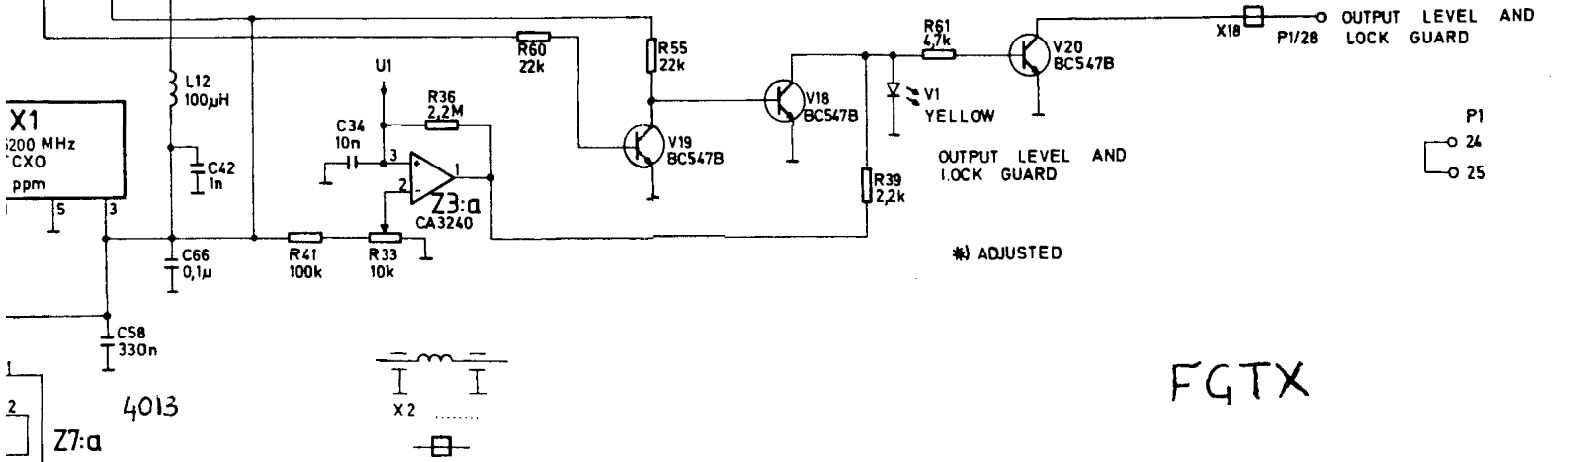 R61
4,7k
X18
P1/28
OUTPUT LEVEL AND
LOCK GUARD
R60
22k
R55
22k
V20
BC547B
U1
L12
100µH
R36
2,2M
V18
BC547B
V1
YELLOW
X1
5200 MHz
TCXO
ppm
C34
10n
3
1
2
V19
BC547B
P1
24
25
OUTPUT LEVEL AND
LOCK GUARD
C42
1n
Z3:a
CA3240
R39
2,2k
5
3
C66
0,1µ
R41
100k
R33
10k
*) ADJUSTED
C58
330n
1
2
4013
Z7:a
X2 ........
FGTX